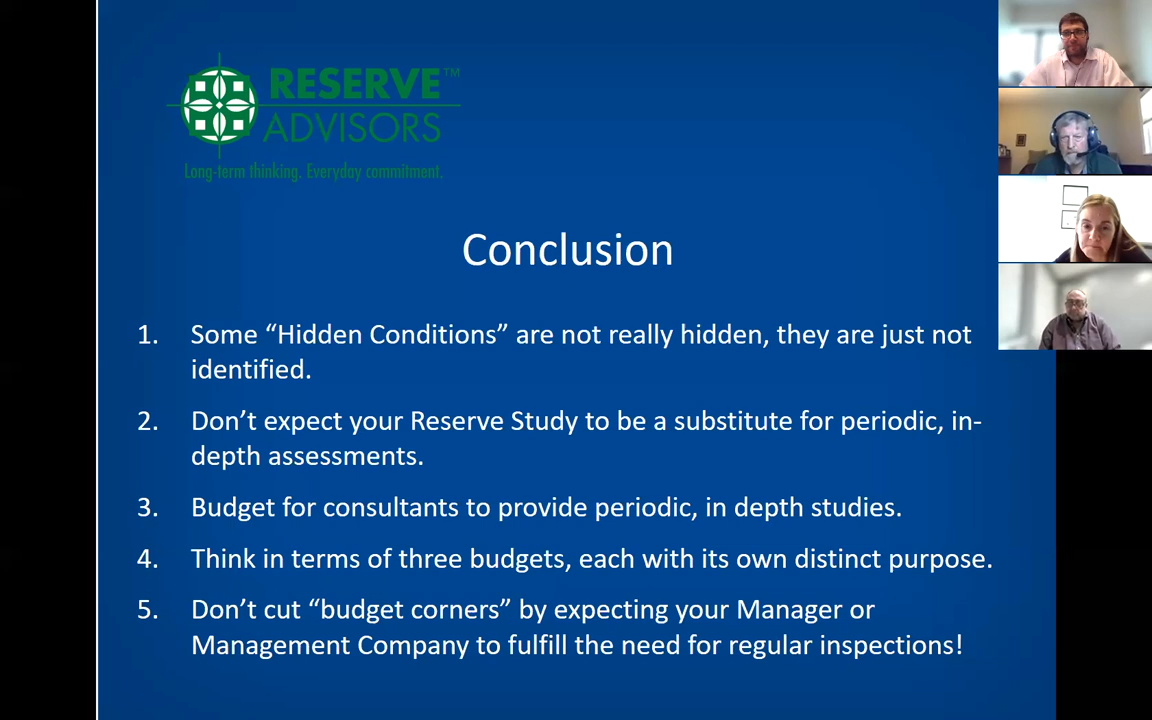 RESERVE™
ADVISORS
Long-term thinking. Everyday commitment.
Conclusion
1. Some “Hidden Conditions” are not really hidden, they are just not
identified.
2. Don’t expect your Reserve Study to be a substitute for periodic, in-
depth assessments.
3. Budget for consultants to provide periodic, in depth studies.
4. Think in terms of three budgets, each with its own distinct purpose.
5. Don’t cut “budget corners” by expecting your Manager or
Management Company to fulfill the need for regular inspections!